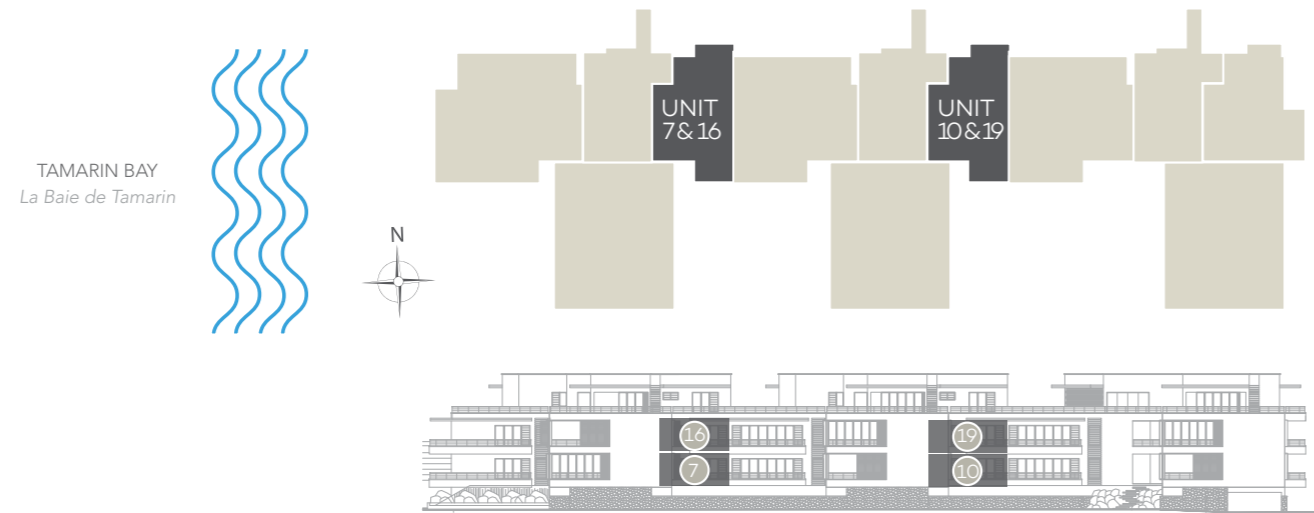 UNIT
7 & 16
UNIT
10 & 19
TAMARIN BAY
La Baie de Tamarin
N
16
19
7
10